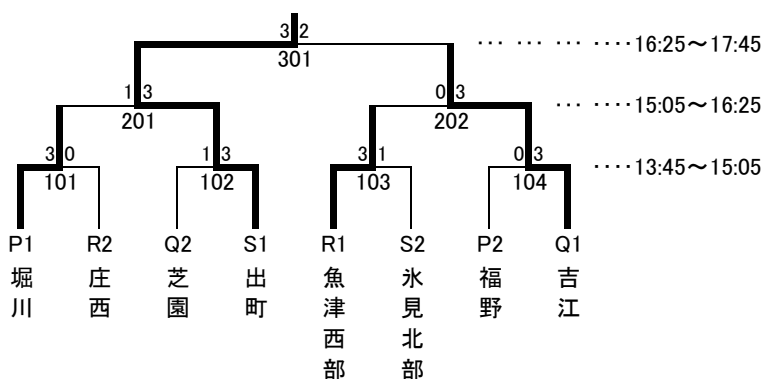 3 2
301
‥‥ ‥‥ ‥‥ ‥‥‥16:25～17:45
1 3
0 3
201
202
‥‥ ‥‥‥15:05～16:25
3 0
1 3
3 1
0 3
101
102
103
104
‥‥‥13:45～15:05
P1 R2 Q2 S1 R1 S2 P2 Q1
堀川
庄西
芝園
出町
魚津西部
氷見北部
福野
吉江